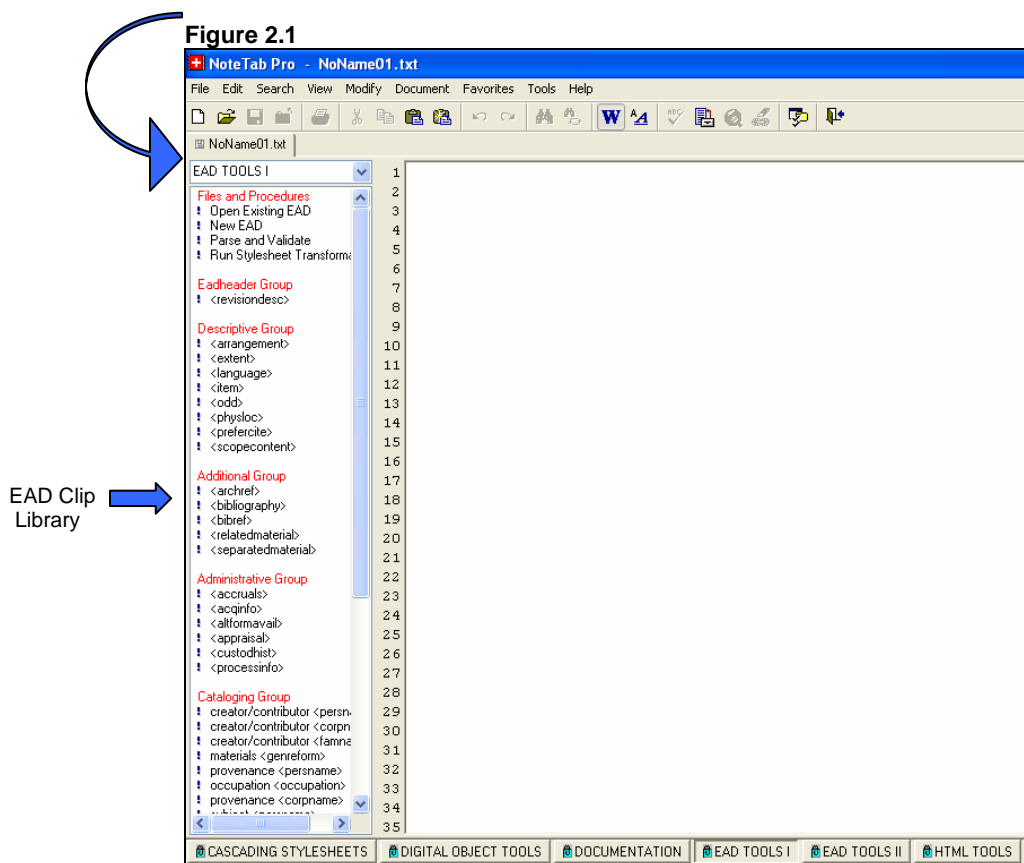 Figure 2.1
NoteTab Pro - NoName01.txt
File Edit Search View Modify Document Favorites Tools Help
NoName01.txt
EAD TOOLS I
Files and Procedures
Open Existing EAD
New EAD
Parse and Validate
Run Stylesheet Transforma
Eadheader Group
<revisiondesc>
Descriptive Group
<arrangement>
<extent>
<language>
<item>
<odd>
<physloc>
<prefercite>
<scopecontent>
Additional Group
<archref>
<bibliography>
<bibref>
<relatedmaterial>
<separatedmaterial>
Administrative Group
<accruals>
<acqinfo>
<altformavail>
<appraisal>
<custodhist>
<processinfo>
Cataloging Group
creator/contributor <persna
creator/contributor <corpn
creator/contributor <famna
materials <genreform>
provenance <persname>
occupation <occupation>
provenance <corpname>
EAD Clip
Library
1
2
3
4
5
6
7
8
9
10
11
12
13
14
15
16
17
18
19
20
21
22
23
24
25
26
27
28
29
30
31
32
33
34
35
CASCADING STYLESHEETS DIGITAL OBJECT TOOLS DOCUMENTATION EAD TOOLS I EAD TOOLS II HTML TOOLS